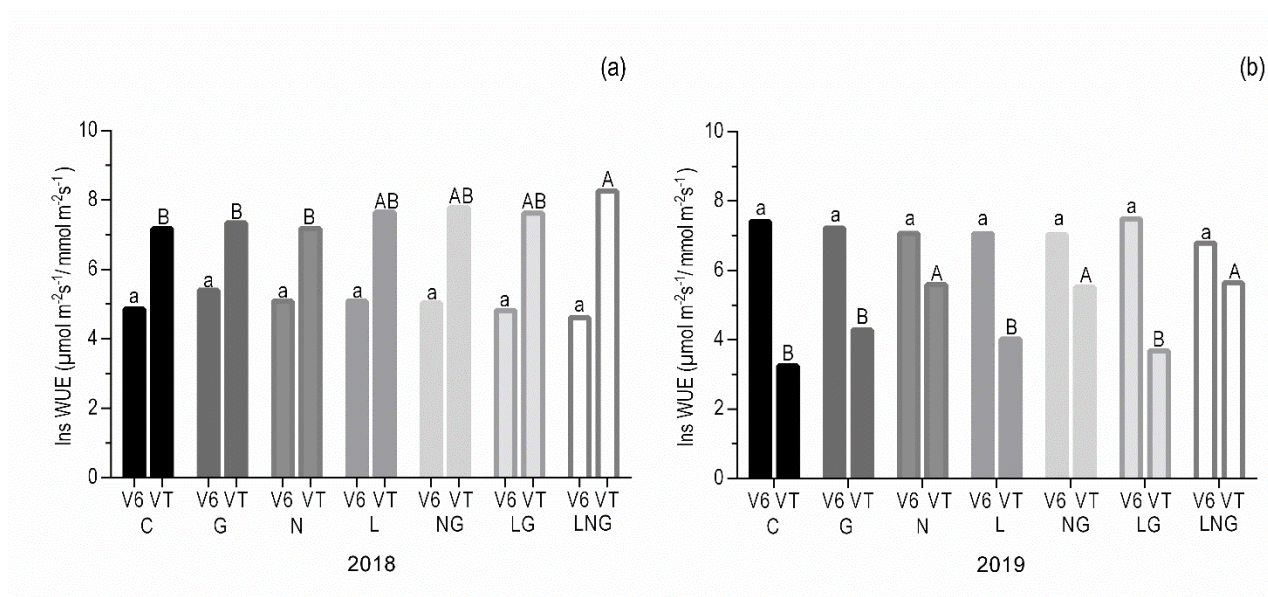 (a)
10
8
6
4
2
0
Ins WUE (µmol m-2s-1/ mmol m-2s-1)
a B a B a B a AB a AB a AB a A
V6 VT V6 VT V6 VT V6 VT V6 VT V6 VT V6 VT
C G N L NG LG LNG
2018
(b)
10
8
6
4
2
0
Ins WUE (µmol m-2s-1/ mmol m-2s-1)
a B a B a A a B a A a B a A
V6 VT V6 VT V6 VT V6 VT V6 VT V6 VT V6 VT
C G N L NG LG LNG
2019